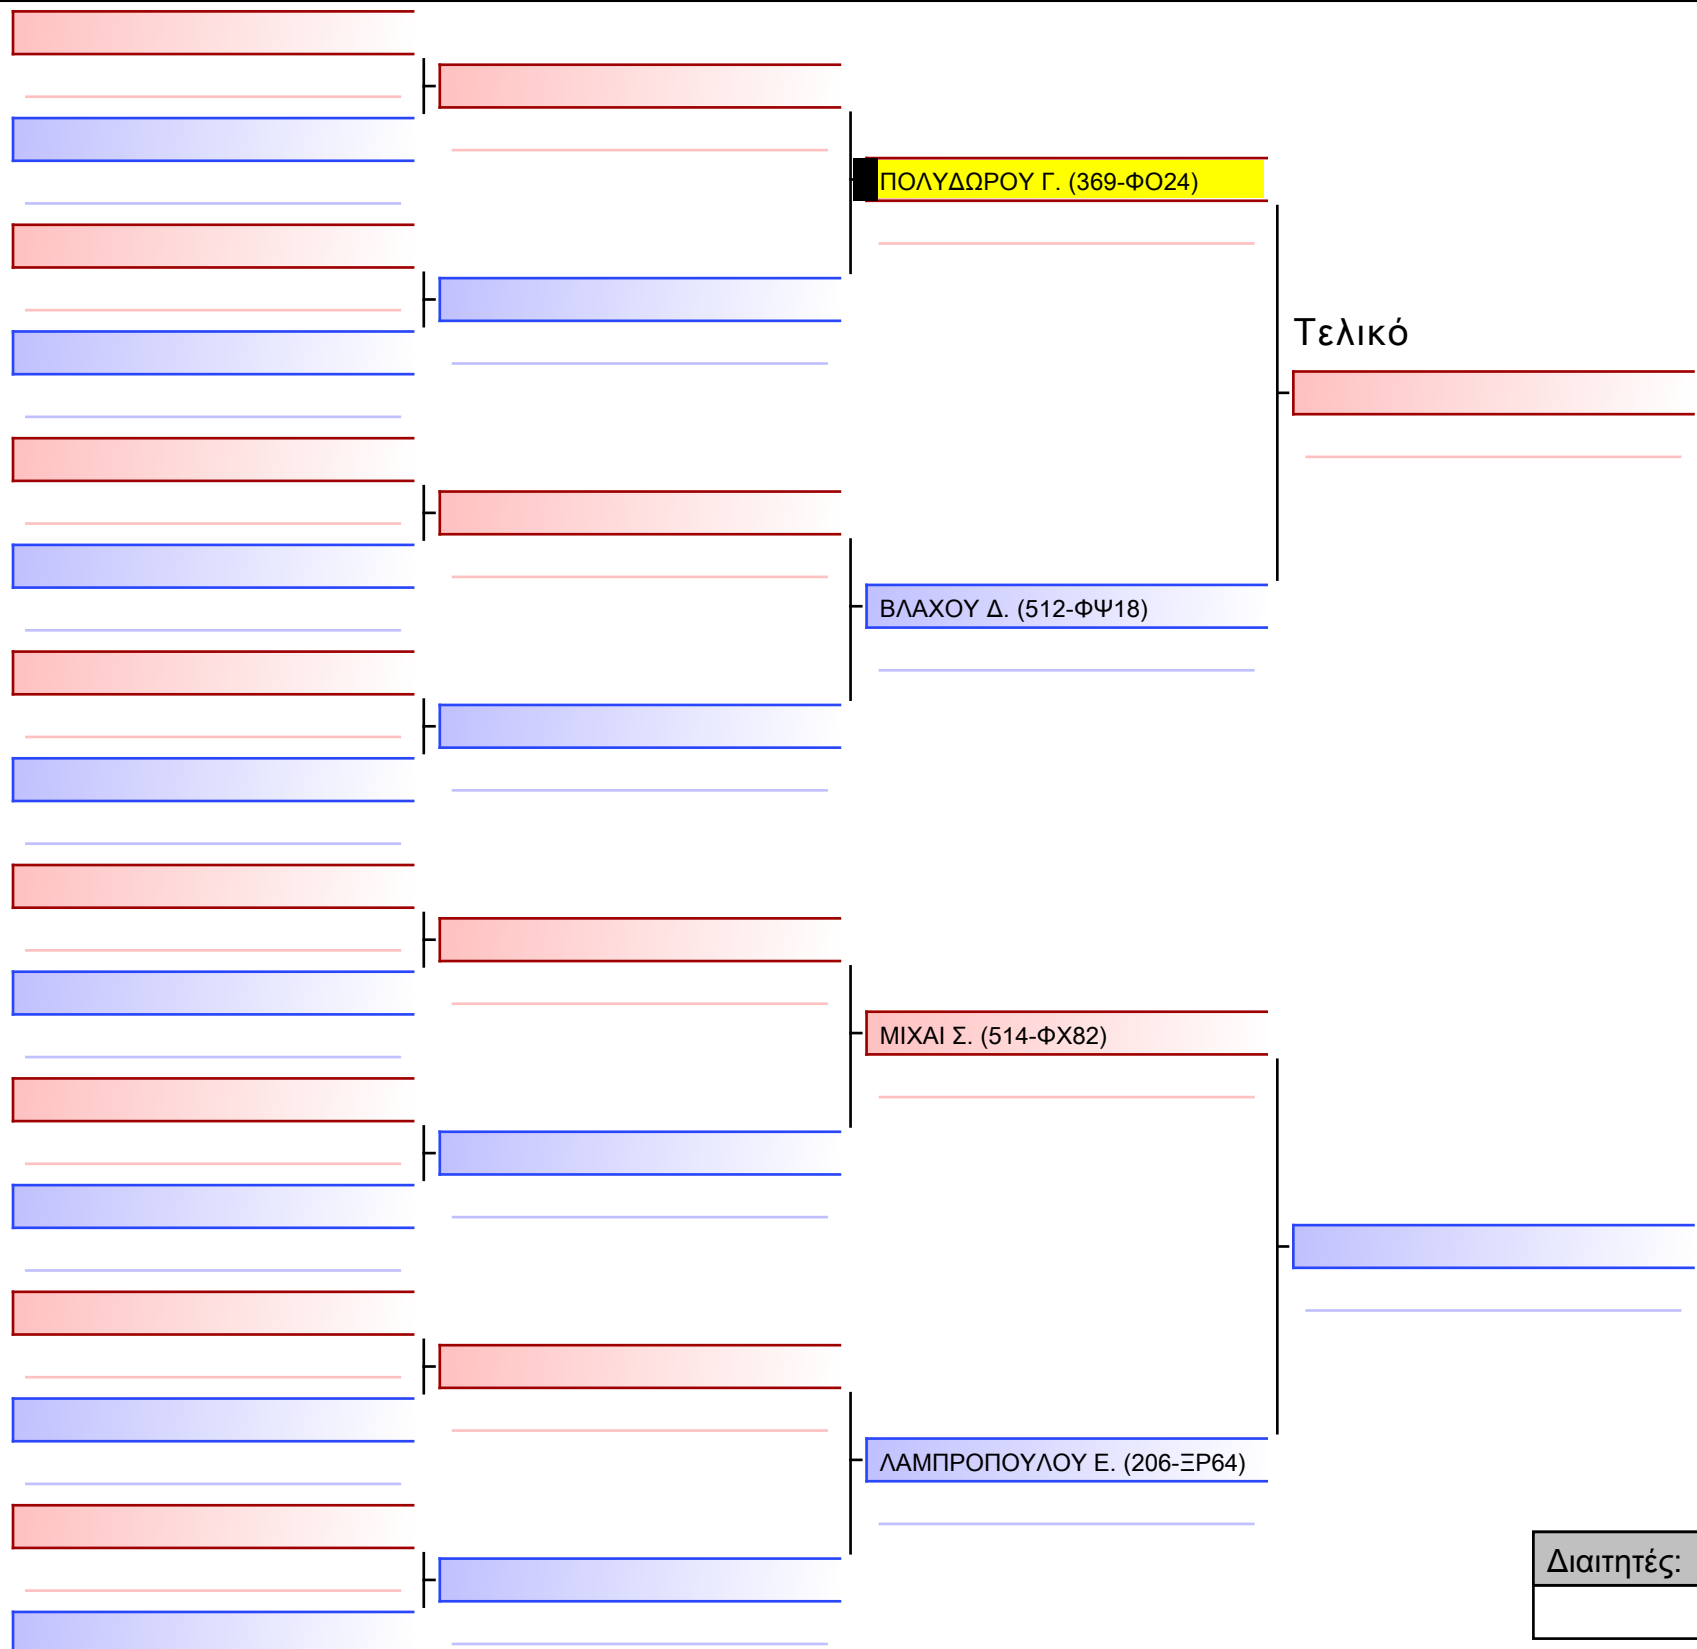 ΠΟΛΥΔΩΡΟΥ Γ. (369-ΦΟ24)
Τελικό
ΒΛΑΧΟΥ Δ. (512-ΦΨ18)
ΜΙΧΑΙ Σ. (514-ΦΧ82)
ΛΑΜΠΡΟΠΟΥΛΟΥ Ε. (206-ΞΡ64)
Διαιτητές: